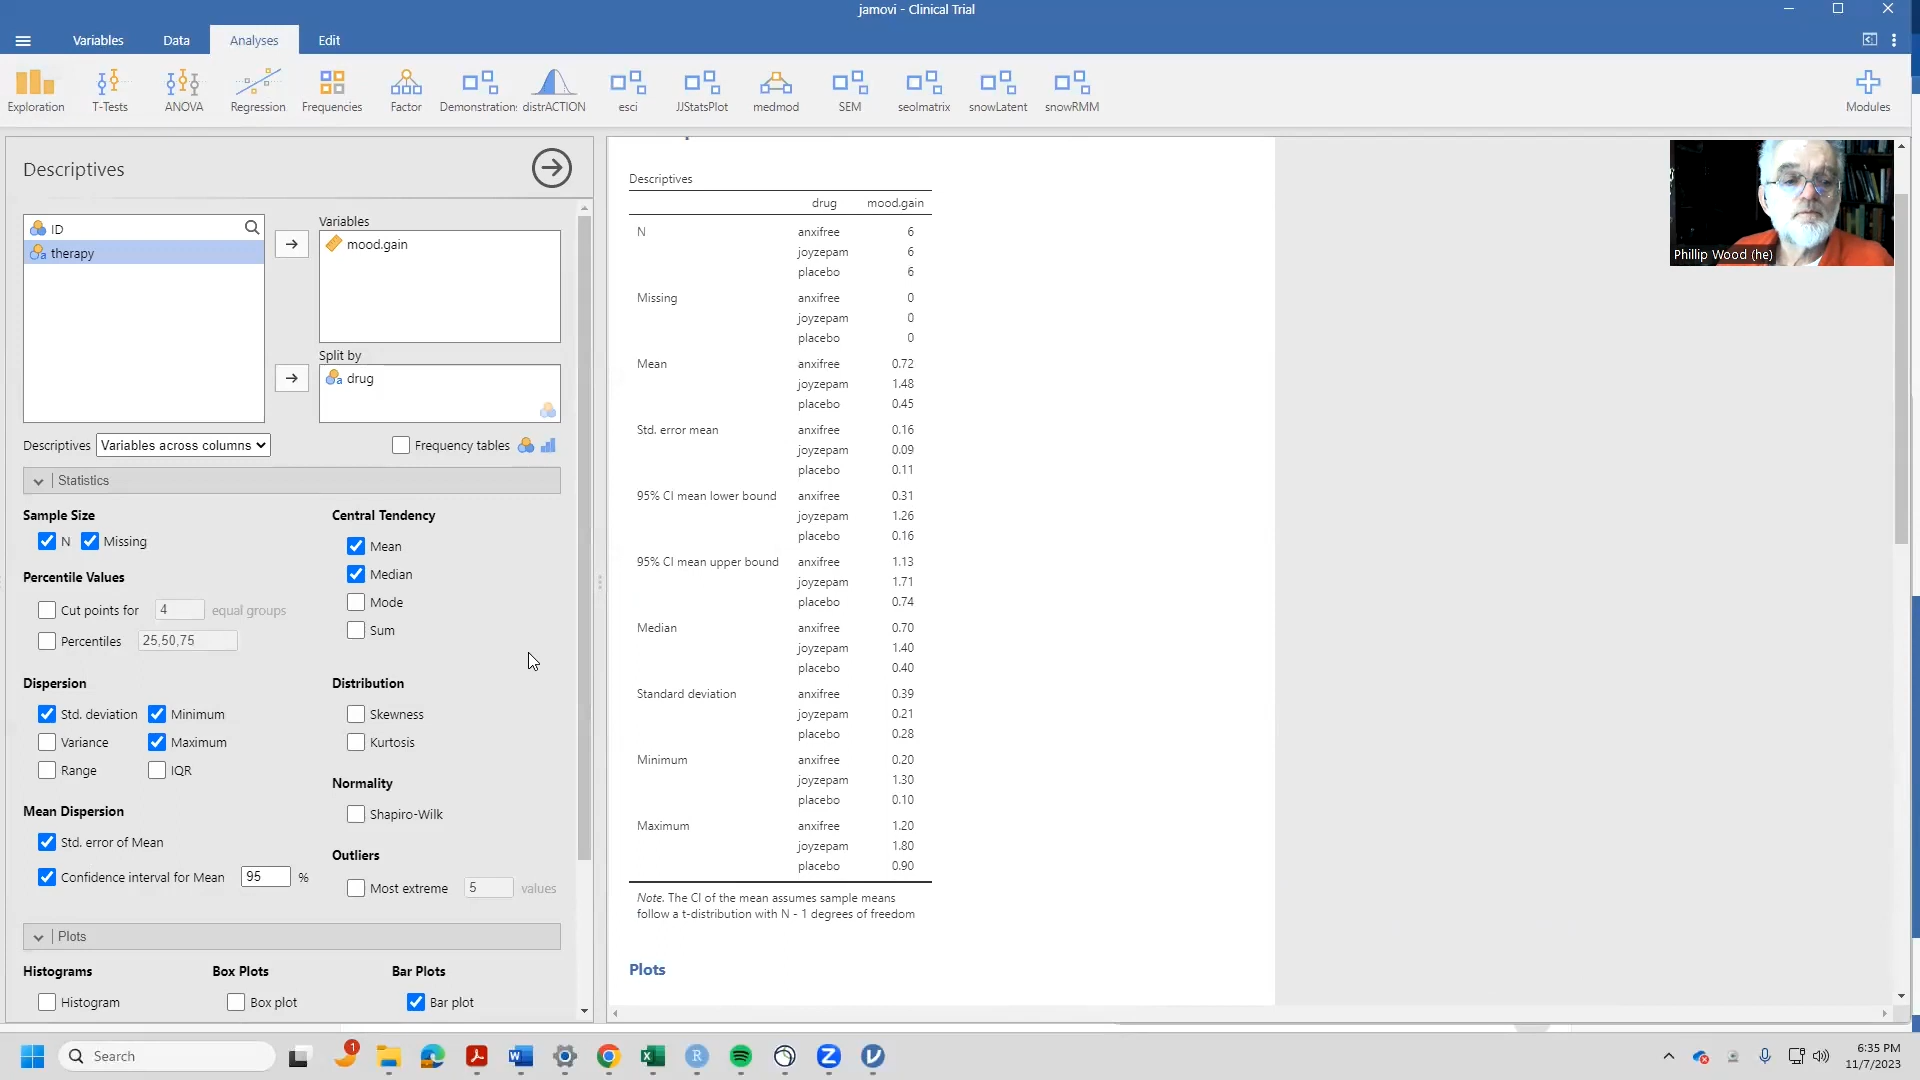 jamovi - Clinical Trial
Variables Data Analyses Edit
Exploration T-Tests ANOVA Regression Frequencies Factor Demonstrations distrACTION esci JJStatsPlot medmod SEM seolmatrix snowLatent snowRMM Modules
Descriptives
ID
therapy
Variables
mood.gain
Split by
drug
Descriptives Variables across columns Frequency tables
Statistics
Sample Size
N Missing
Percentile Values
Cut points for 4 equal groups
Percentiles 25,50,75
Dispersion
Std. deviation Minimum
Variance Maximum
Range IQR
Mean Dispersion
Std. error of Mean
Confidence interval for Mean 95 %
Central Tendency
Mean
Median
Mode
Sum
Distribution
Skewness
Kurtosis
Normality
Shapiro-Wilk
Outliers
Most extreme 5 values
Plots
Histograms Box Plots Bar Plots
Histogram Box plot Bar plot
Descriptives
drug mood.gain
N anxifree 6
joyzepam 6
placebo 6
Missing anxifree 0
joyzepam 0
placebo 0
Mean anxifree 0.72
joyzepam 1.48
placebo 0.45
Std. error mean anxifree 0.16
joyzepam 0.09
placebo 0.11
95% CI mean lower bound anxifree 0.31
joyzepam 1.26
placebo 0.16
95% CI mean upper bound anxifree 1.13
joyzepam 1.71
placebo 0.74
Median anxifree 0.70
joyzepam 1.40
placebo 0.40
Standard deviation anxifree 0.39
joyzepam 0.21
placebo 0.28
Minimum anxifree 0.20
joyzepam 1.30
placebo 0.10
Maximum anxifree 1.20
joyzepam 1.80
placebo 0.90
Note. The CI of the mean assumes sample means
follow a t-distribution with N - 1 degrees of freedom
Plots
Phillip Wood (he)
Search
1
6:35 PM
11/7/2023